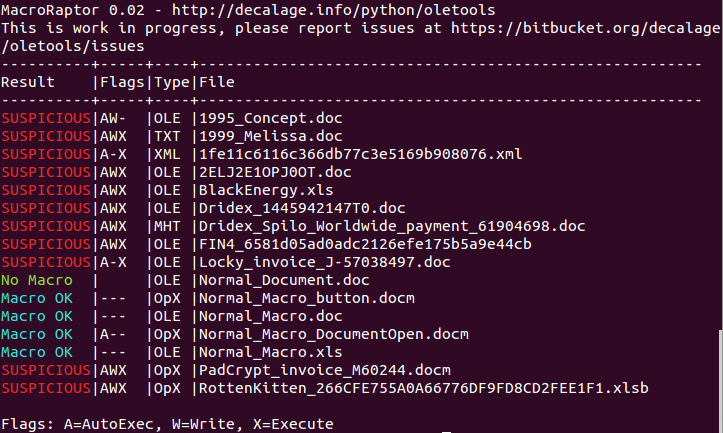 MacroRaptor 0.02 - http://decalage.info/python/oletools
This is work in progress, please report issues at https://bitbucket.org/decalage
/oletools/issues
----------+-----+----+--------------------------------------------------------
Result    |Flags|Type|File
----------+-----+----+--------------------------------------------------------
SUSPICIOUS|AW-  |OLE |1995_Concept.doc
SUSPICIOUS|AWX  |TXT |1999_Melissa.doc
SUSPICIOUS|A-X  |XML |1fe11c6116c366db77c3e5169b908076.xml
SUSPICIOUS|AWX  |OLE |2ELJ2E1OPJ0OT.doc
SUSPICIOUS|AWX  |OLE |BlackEnergy.xls
SUSPICIOUS|AWX  |OLE |Dridex_1445942147T0.doc
SUSPICIOUS|AWX  |MHT |Dridex_Spilo_Worldwide_payment_61904698.doc
SUSPICIOUS|AWX  |OLE |FIN4_6581d05ad0adc2126efe175b5a9e44cb
SUSPICIOUS|A-X  |OLE |Locky_invoice_J-57038497.doc
No Macro  |     |OLE |Normal_Document.doc
Macro OK  |---  |OpX |Normal_Macro_button.docm
Macro OK  |---  |OLE |Normal_Macro.doc
Macro OK  |A--  |OpX |Normal_Macro_DocumentOpen.docm
Macro OK  |---  |OLE |Normal_Macro.xls
SUSPICIOUS|AWX  |OpX |PadCrypt_invoice_M60244.docm
SUSPICIOUS|AWX  |OpX |RottenKitten_266CFE755A0A66776DF9FD8CD2FEE1F1.xlsb

Flags: A=AutoExec, W=Write, X=Execute